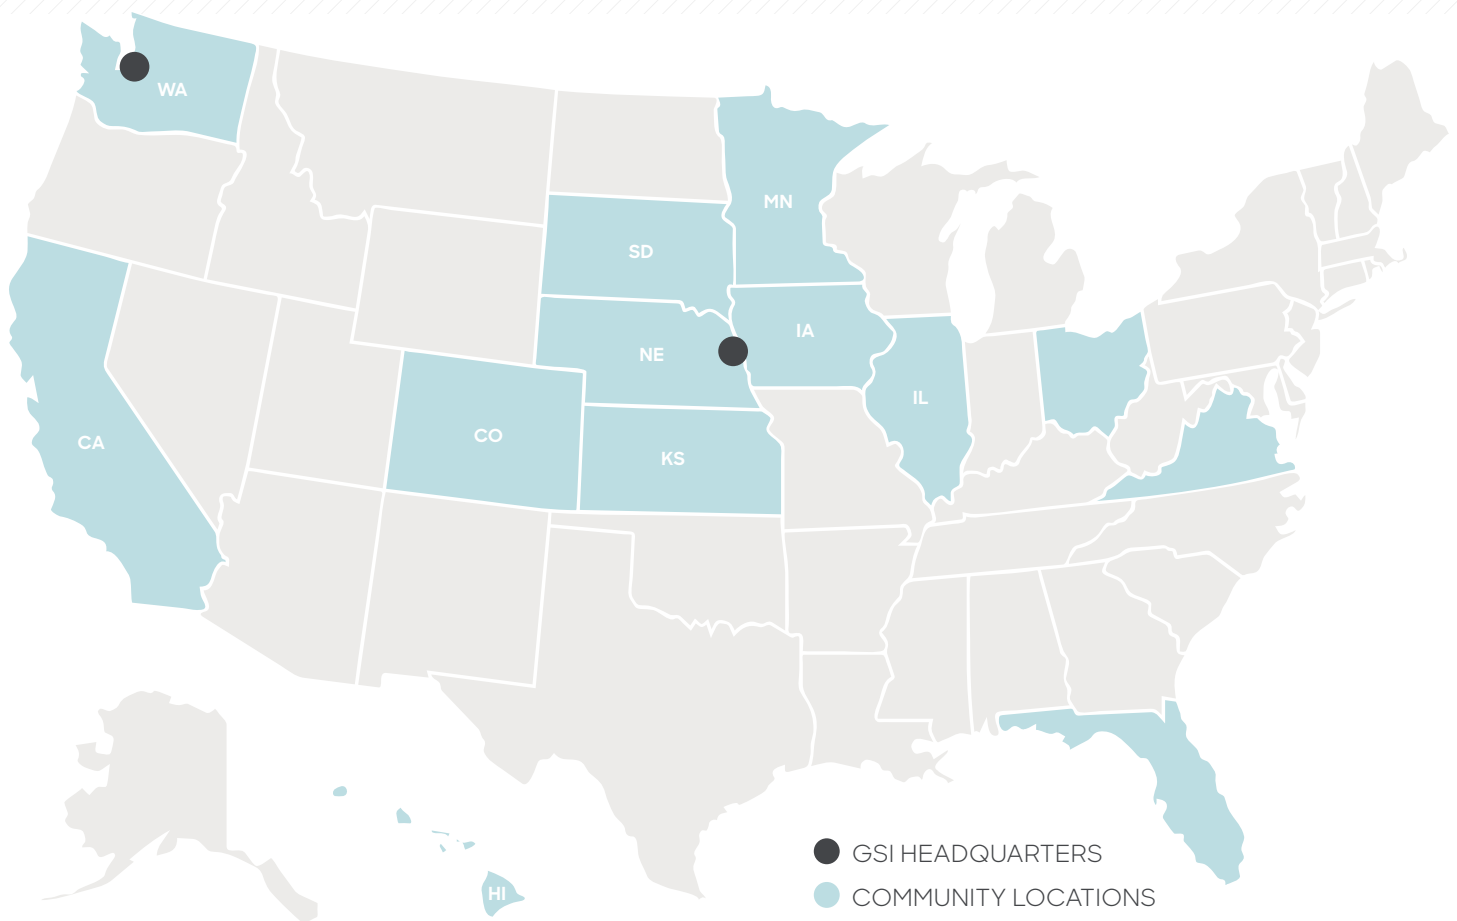 WA
MN
SD
IA
NE
IL
CO
CA
KS
GSI HEADQUARTERS
HI
COMMUNITY LOCATIONS